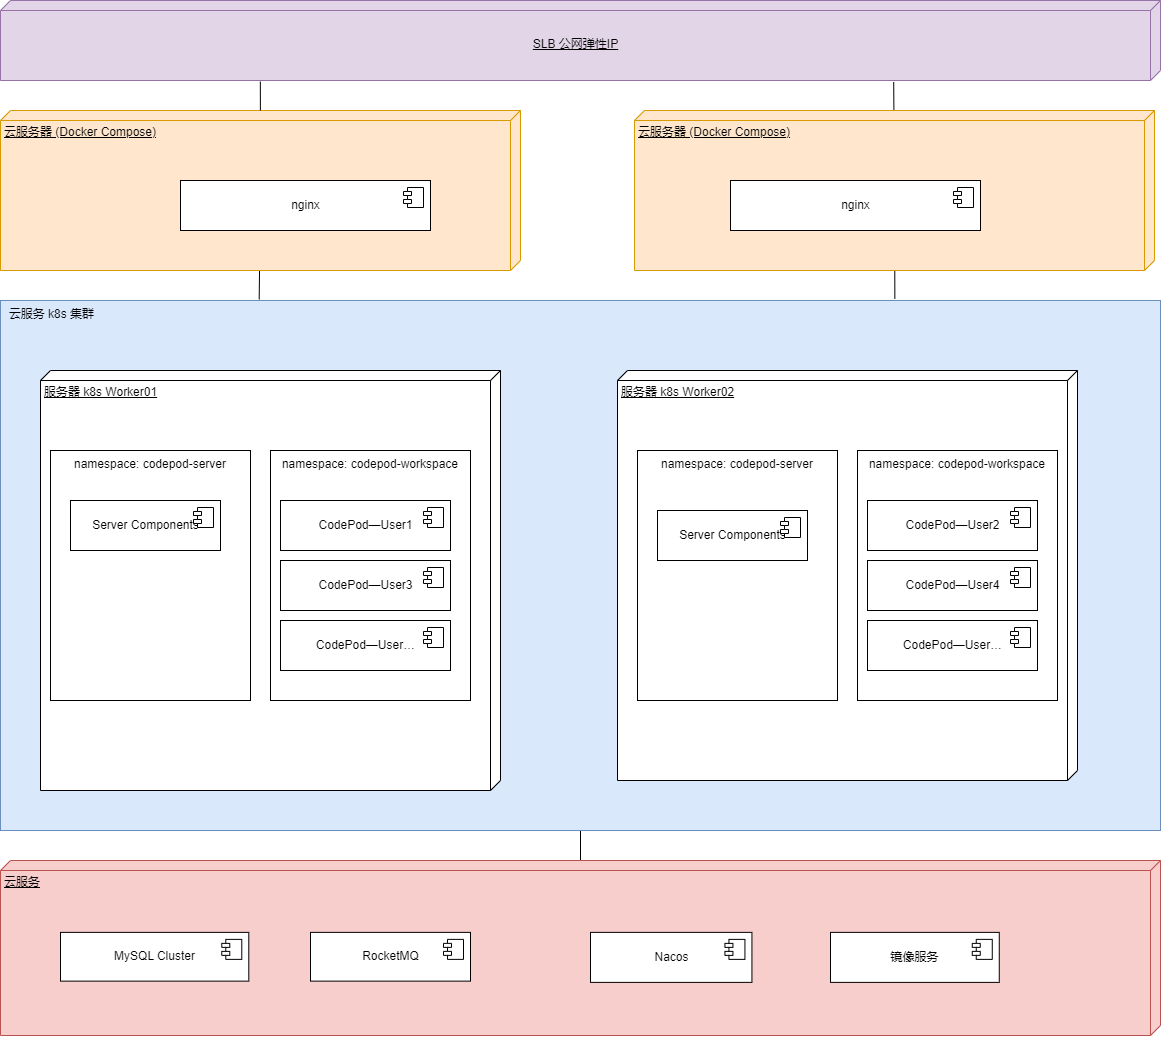 SLB 公网弹性IP
云服务器 (Docker Compose)
nginx
云服务器 (Docker Compose)
nginx
云服务 k8s 集群
服务器 k8s Worker01
namespace: codepod-server
Server Components
namespace: codepod-workspace
CodePod—User1
CodePod—User3
CodePod—User…
服务器 k8s Worker02
namespace: codepod-server
Server Components
namespace: codepod-workspace
CodePod—User2
CodePod—User4
CodePod—User…
云服务
MySQL Cluster
RocketMQ
Nacos
镜像服务